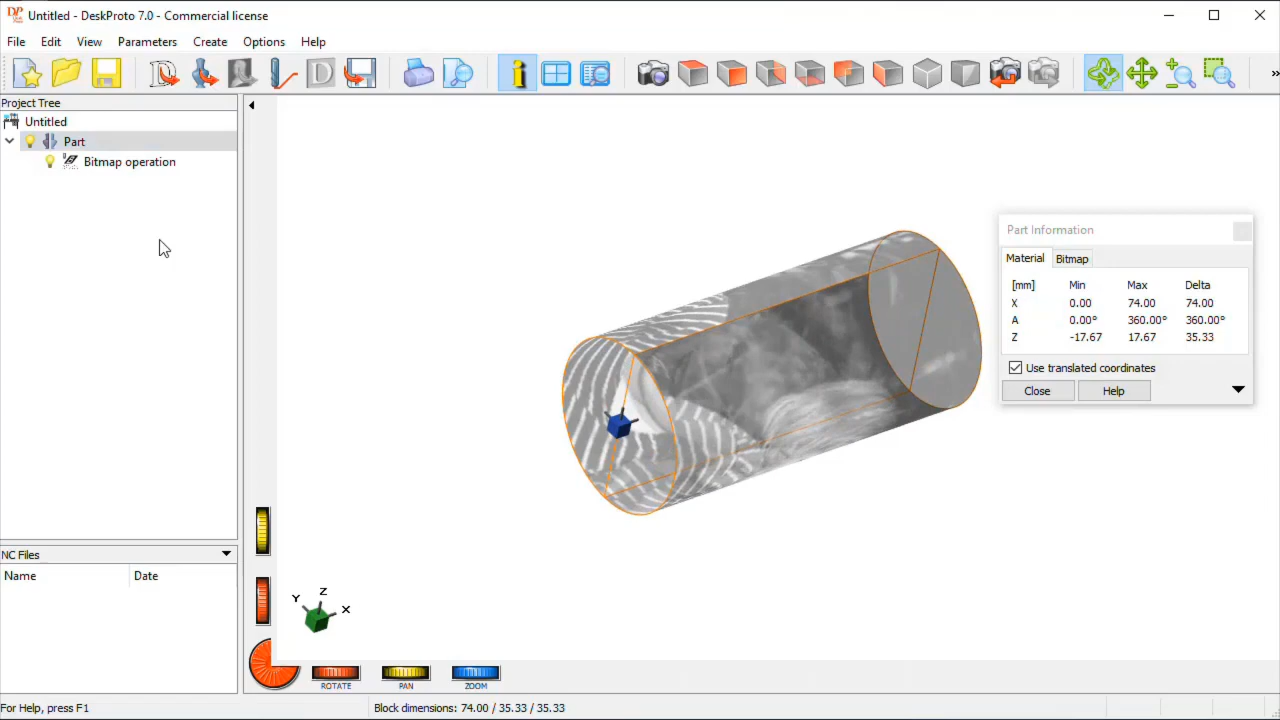 Untitled - DeskProto 7.0 - Commercial license
File Edit View Parameters Create Options Help
Project Tree
Untitled
Part
Bitmap operation
NC Files
Name Date
Part Information
Material Bitmap
[mm] Min Max Delta
X 0.00 74.00 74.00
A 0.00° 360.00° 360.00°
Z -17.67 17.67 35.33
Use translated coordinates
Close Help
Z
Y
X
ROTATE PAN ZOOM
For Help, press F1 Block dimensions: 74.00 / 35.33 / 35.33